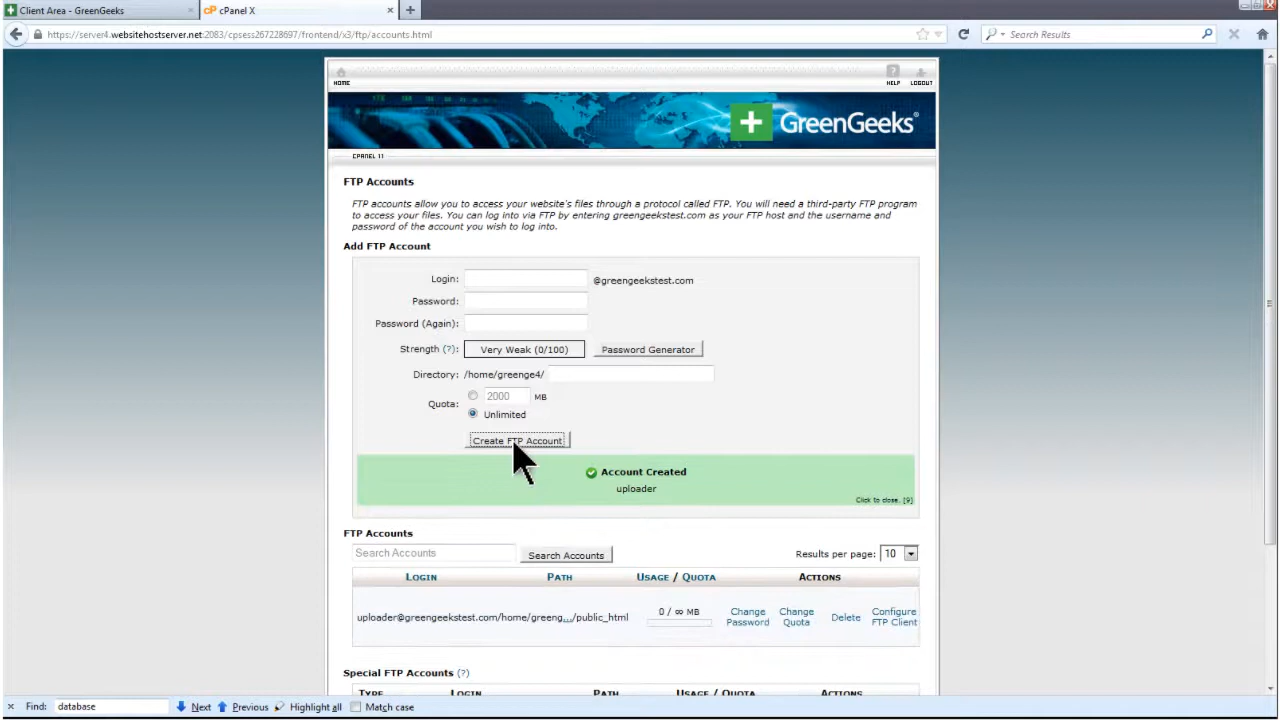 Client Area - GreenGeeks
cP cPanel X
https://server4.websitehostserver.net:2083/cpsess267228697/frontend/x3/ftp/accounts.html
Search Results
HOME
HELP
LOGOUT
GreenGeeks®
CPANEL 11
FTP Accounts
FTP accounts allow you to access your website's files through a protocol called FTP. You will need a third-party FTP program
to access your files. You can log into via FTP by entering greengeekstest.com as your FTP host and the username and
password of the account you wish to log into.
Add FTP Account
Login: @greengeekstest.com
Password:
Password (Again):
Strength (?): Very Weak (0/100) Password Generator
Directory: /home/greenge4/
Quota: 2000 MB
Unlimited
Create FTP Account
Account Created
uploader
Click to close. [9]
FTP Accounts
Search Accounts Search Accounts Results per page: 10
LOGIN PATH USAGE / QUOTA ACTIONS
uploader@greengeekstest.com/home/greeng.../public_html 0 / ∞ MB Change Password Change Quota Delete Configure FTP Client
Special FTP Accounts (?)
TYPE LOGIN PATH USAGE / QUOTA ACTIONS
× Find: database Next Previous Highlight all Match case